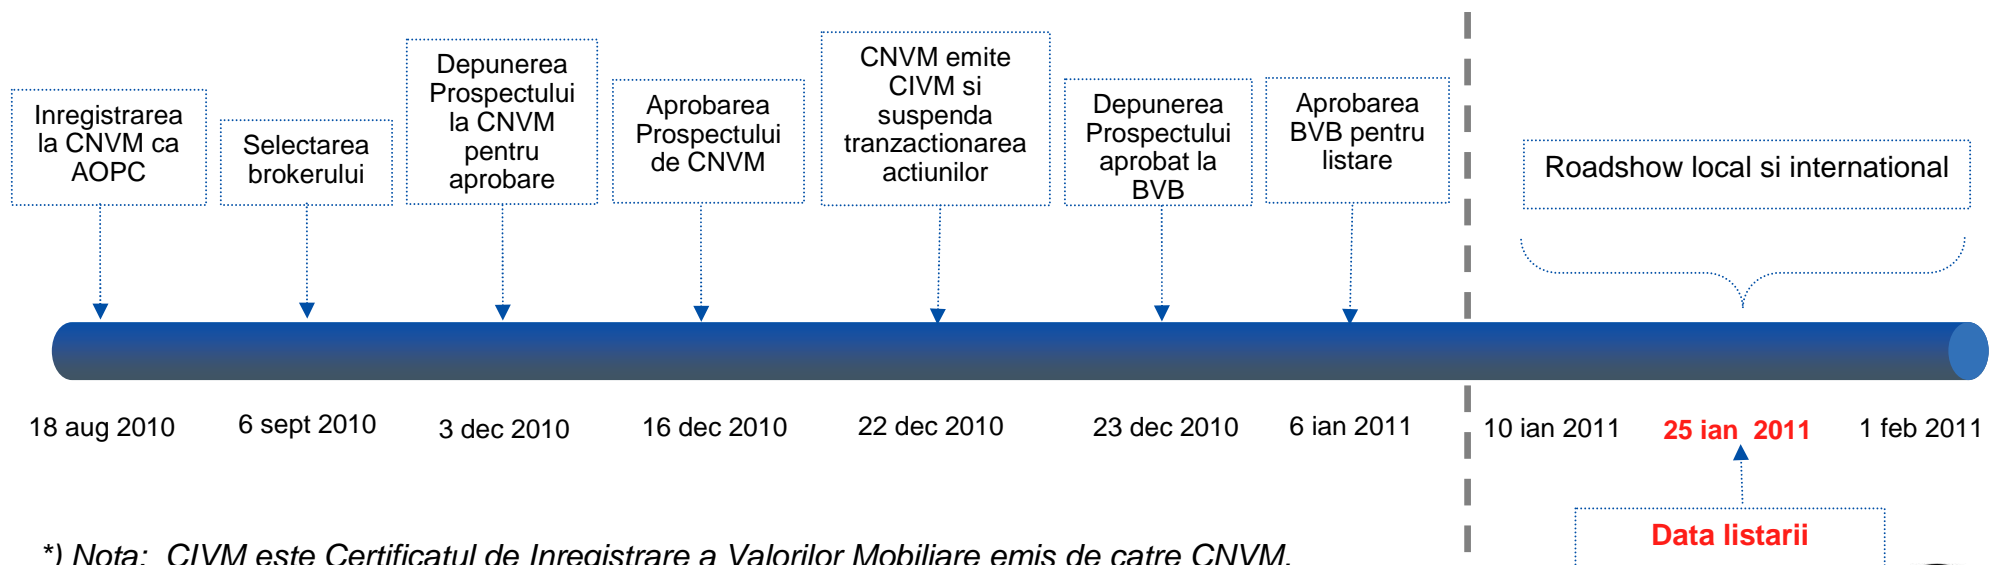 Inregistrarea
la CNVM ca
AOPC
Selectarea
brokerului
Depunerea
Prospectului
la CNVM
pentru
aprobare
Aprobarea
Prospectului
de CNVM
CNVM emite
CIVM si
suspenda
tranzactionarea
actiunilor
Depunerea
Prospectului
aprobat la
BVB
Aprobarea
BVB pentru
listare
Roadshow local si international
18 aug 2010
6 sept 2010
3 dec 2010
16 dec 2010
22 dec 2010
23 dec 2010
6 ian 2011
10 ian 2011
25 ian 2011
1 feb 2011
Data listarii
*) Nota: CIVM este Certificatul de Inregistrare a Valorilor Mobiliare emis de catre CNVM.